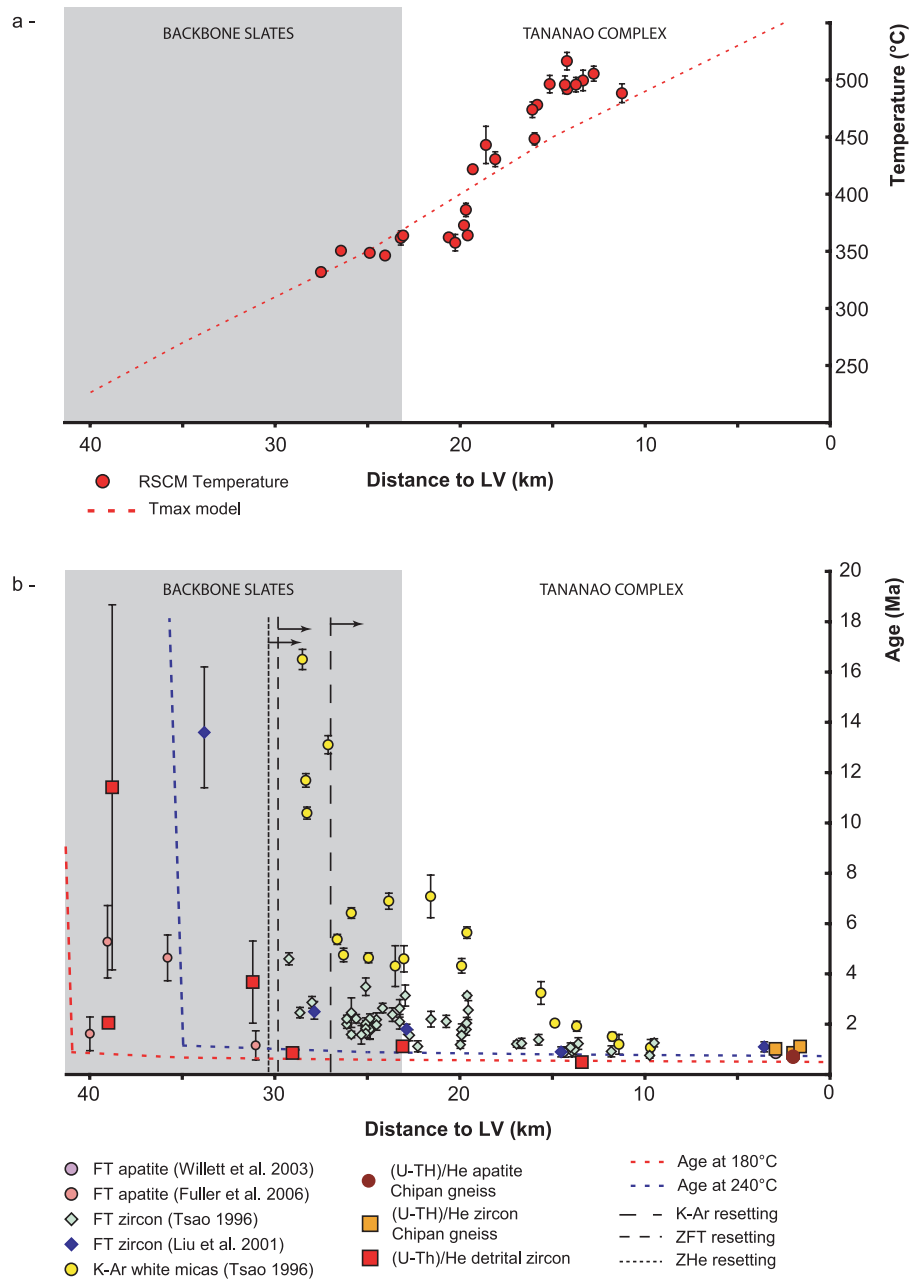 a -
BACKBONE SLATES
TANANAO COMPLEX
500
450
400
350
300
250
Temperature (°C)
40
30
20
10
0
Distance to LV (km)
RSCM Temperature
Tmax model
b -
BACKBONE SLATES
TANANAO COMPLEX
20
18
16
14
12
10
8
6
4
2
Age (Ma)
40
30
20
10
0
Distance to LV (km)
FT apatite (Willett et al. 2003)
FT apatite (Fuller et al. 2006)
FT zircon (Tsao 1996)
FT zircon (Liu et al. 2001)
K-Ar white micas (Tsao 1996)
(U-TH)/He apatite
Chipan gneiss
(U-TH)/He zircon
Chipan gneiss
(U-Th)/He detrital zircon
Age at 180°C
Age at 240°C
K-Ar resetting
ZFT resetting
ZHe resetting